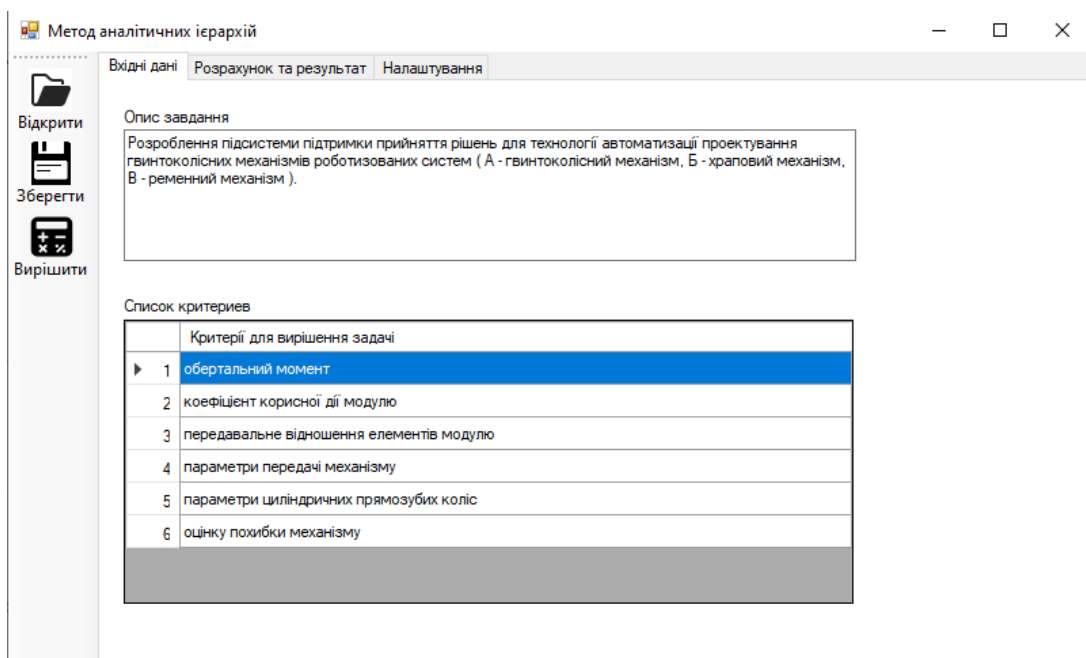 Метод аналітичних ієрархій
Вхідні дані Розрахунок та результат Налаштування
Відкрити
Зберегти
Вирішити
Опис завдання
Розроблення підсистеми підтримки прийняття рішень для технології автоматизації проектування
гвинтоколісних механізмів роботизованих систем ( А - гвинтоколісний механізм, Б - храповий механізм,
В - ременний механізм ).
Список критериев
Критерії для вирішення задачі
1 обертальний момент
2 коефіцієнт корисної дії модулю
3 передавальне відношення елементів модулю
4 параметри передачі механізму
5 параметри циліндричних прямозубих коліс
6 оцінку похибки механізму